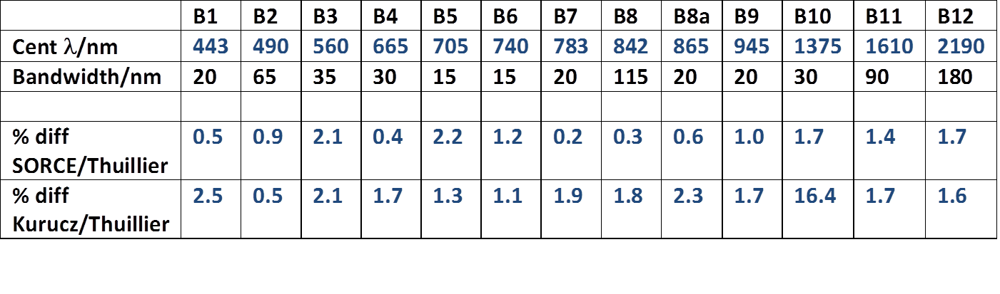 B1 B2 B3 B4 B5 B6 B7 B8 B8a B9 B10 B11 B12
Cent λ/nm 443 490 560 665 705 740 783 842 865 945 1375 1610 2190
Bandwidth/nm 20 65 35 30 15 15 20 115 20 20 30 90 180
% diff 0.5 0.9 2.1 0.4 2.2 1.2 0.2 0.3 0.6 1.0 1.7 1.4 1.7
SORCE/Thuillier
% diff 2.5 0.5 2.1 1.7 1.3 1.1 1.9 1.8 2.3 1.7 16.4 1.7 1.6
Kurucz/Thuillier